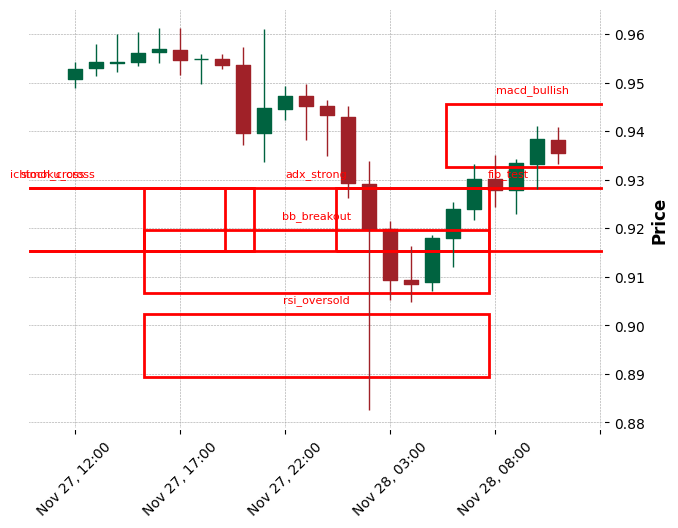 0.96
0.95
macd_bullish
0.94
0.93
adx_strong
fib_test
0.92
bb_breakout
Price
0.91
rsi_oversold
0.90
0.89
0.88
Nov 27, 12:00
Nov 27, 17:00
Nov 27, 22:00
Nov 28, 03:00
Nov 28, 08:00